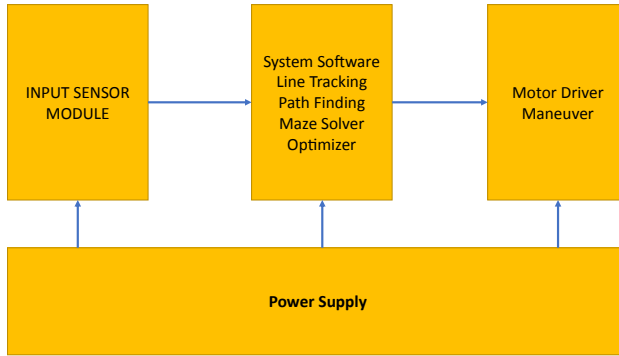 INPUT SENSOR
MODULE
System Software
Line Tracking
Path Finding
Maze Solver
Optimizer
Motor Driver
Maneuver
Power Supply